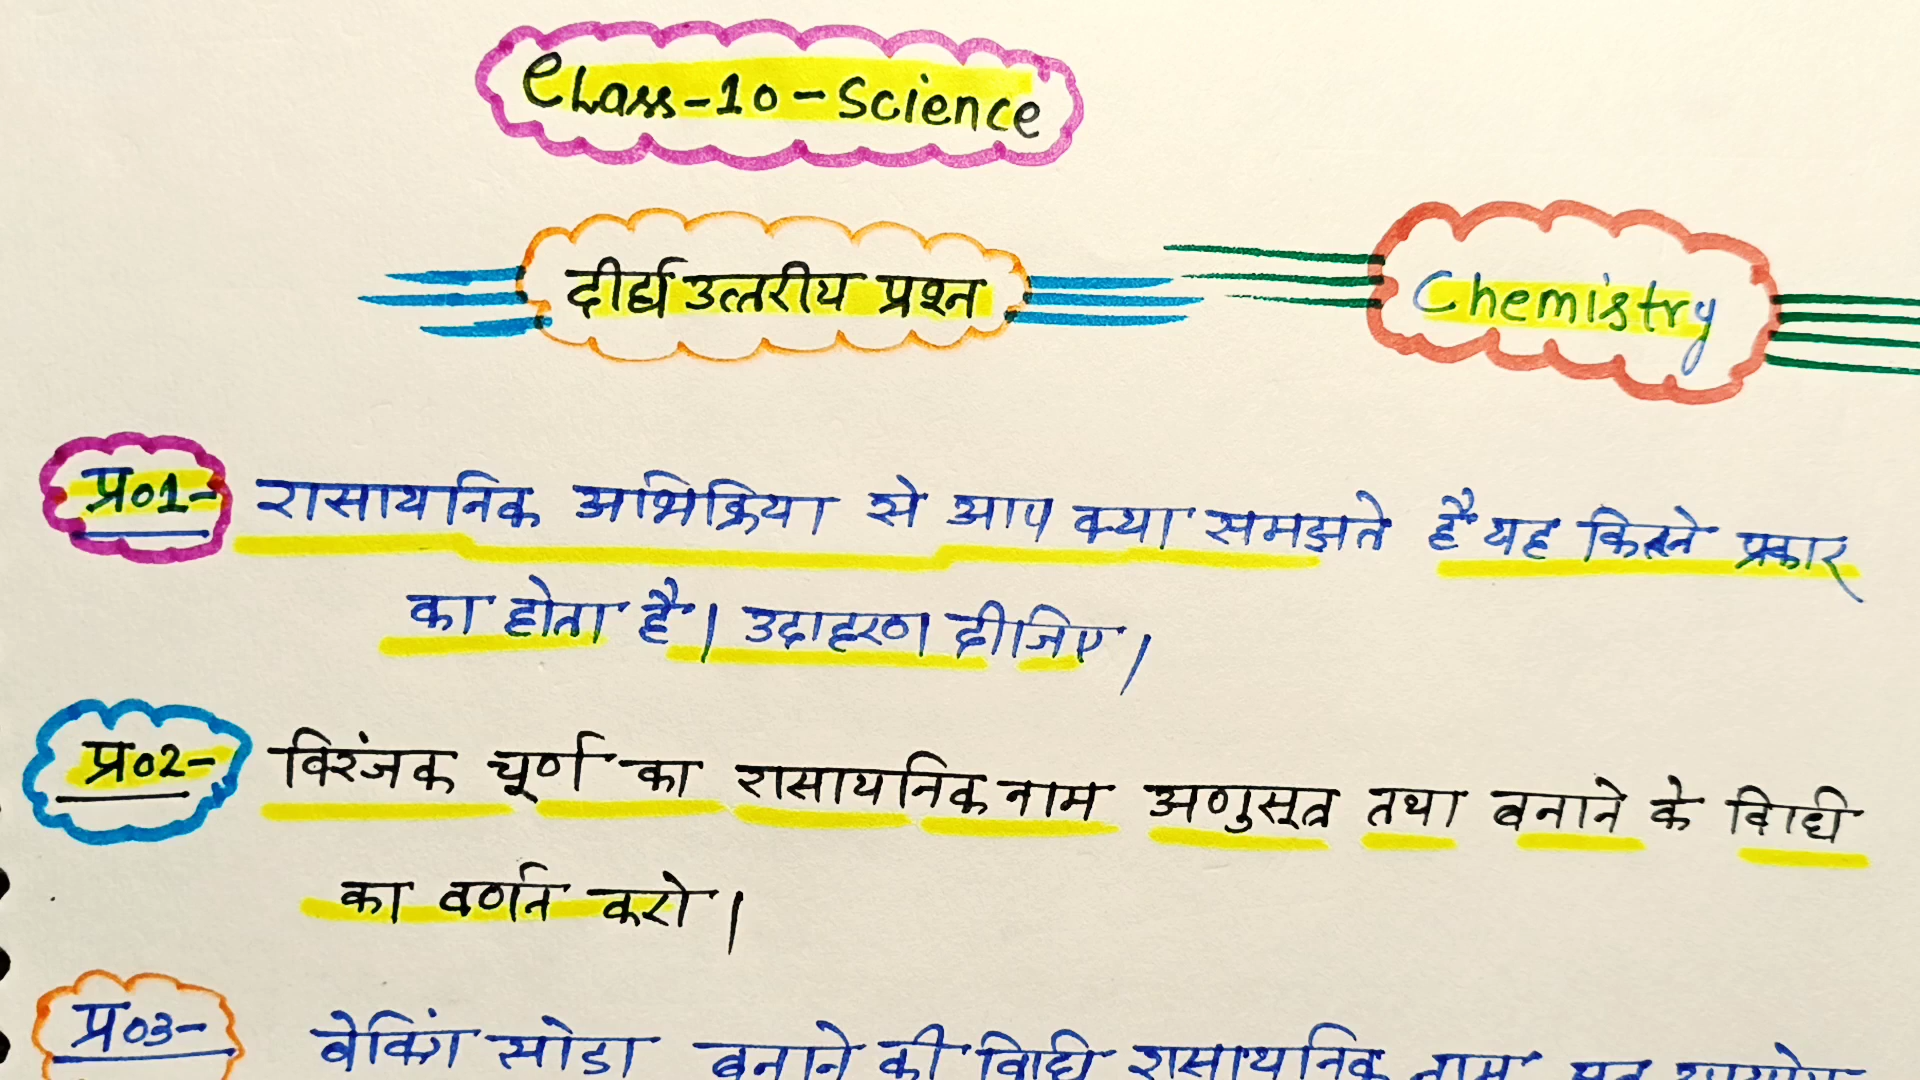 Class-10-Science
दीर्घ उत्तरीय प्रश्न
Chemistry
प्र01- रासायनिक अभिक्रिया से आप क्या समझते है यह कितने प्रकार
का होता है। उदाहरण दीजिए।
प्र02- विरंजक चूर्ण का रासायनिक नाम अणुसूत्र तथा बनाने के विधि
का वर्णन करो।
प्र03- बेकिंग सोडा बनाने की विधि रासायनिक नाम